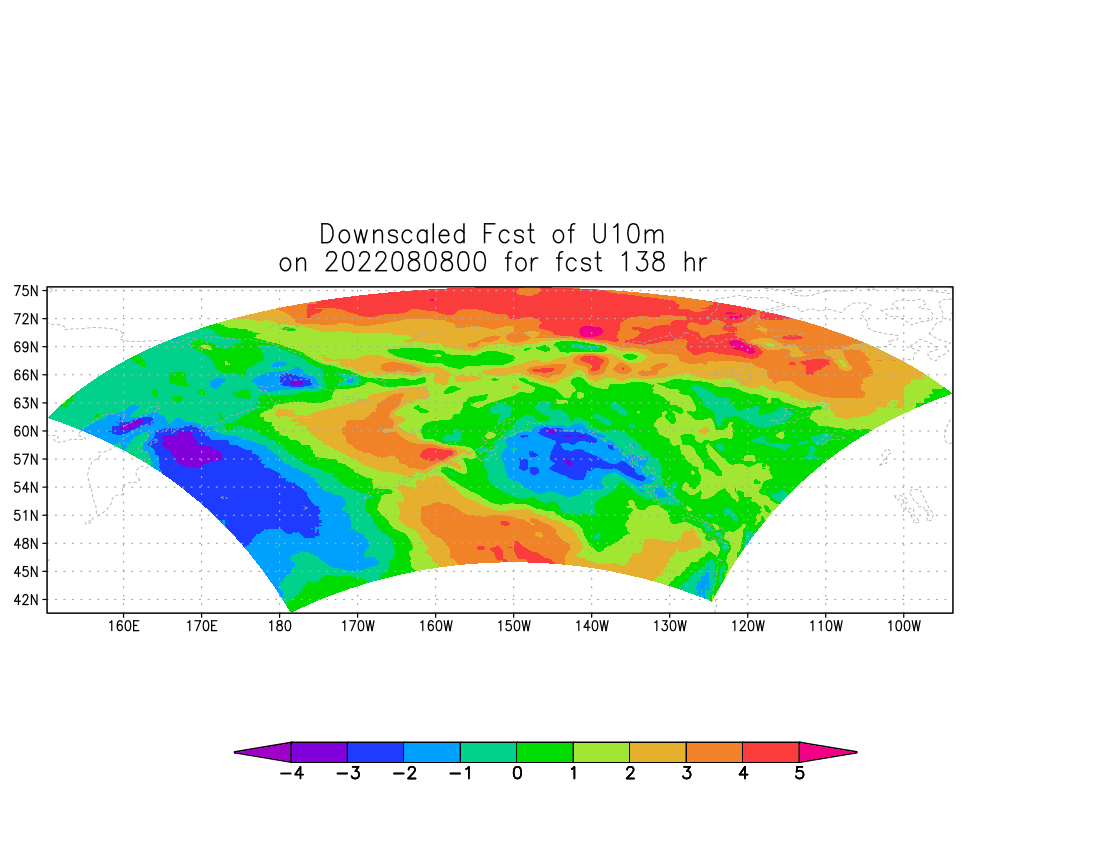 Downscaled Fcst of U10m
on 2022080800 for fcst 138 hr
75N
72N
69N
66N
63N
60N
57N
54N
51N
48N
45N
42N
160E 170E 180 170W 160W 150W 140W 130W 120W 110W 100W
-4 -3 -2 -1 0 1 2 3 4 5